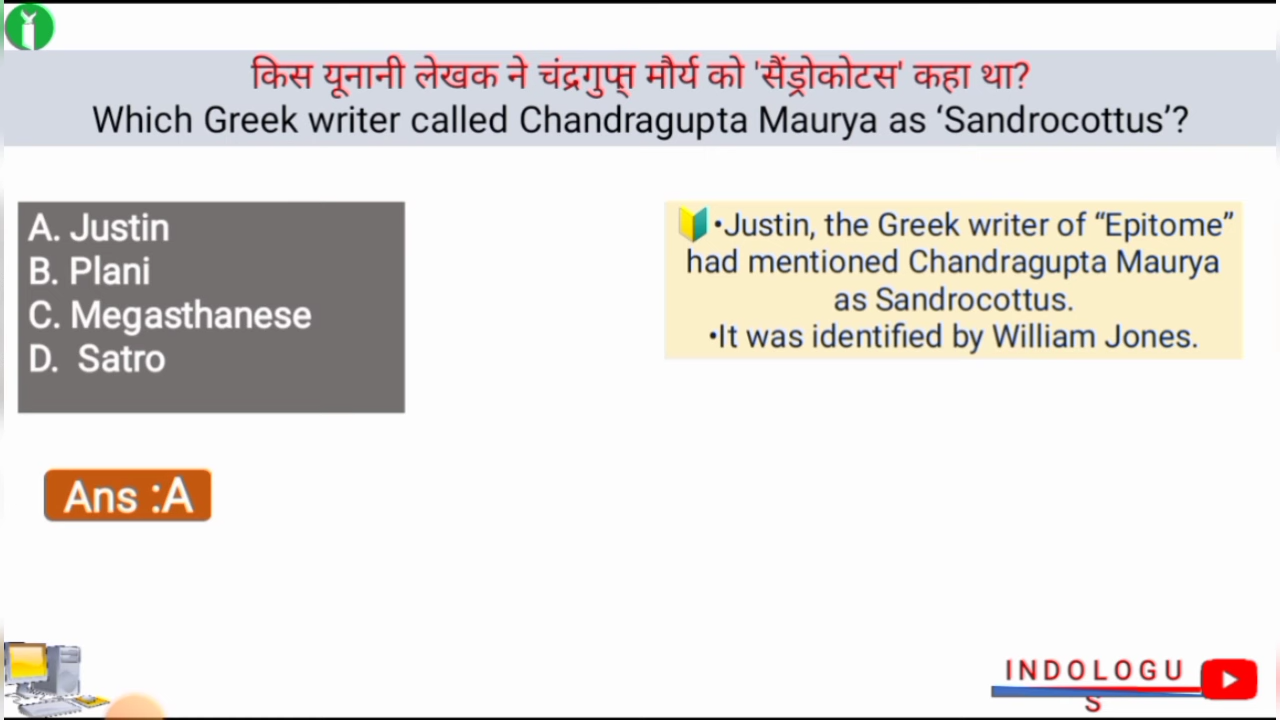 किस यूनानी लेखक ने चंद्रगुप्त मौर्य को 'सैंड्रोकोटस' कहा था?
Which Greek writer called Chandragupta Maurya as ‘Sandrocottus’?
A. Justin
B. Plani
C. Megasthanese
D. Satro
•Justin, the Greek writer of “Epitome”
had mentioned Chandragupta Maurya
as Sandrocottus.
•It was identified by William Jones.
Ans :A
INDOLOGU
S